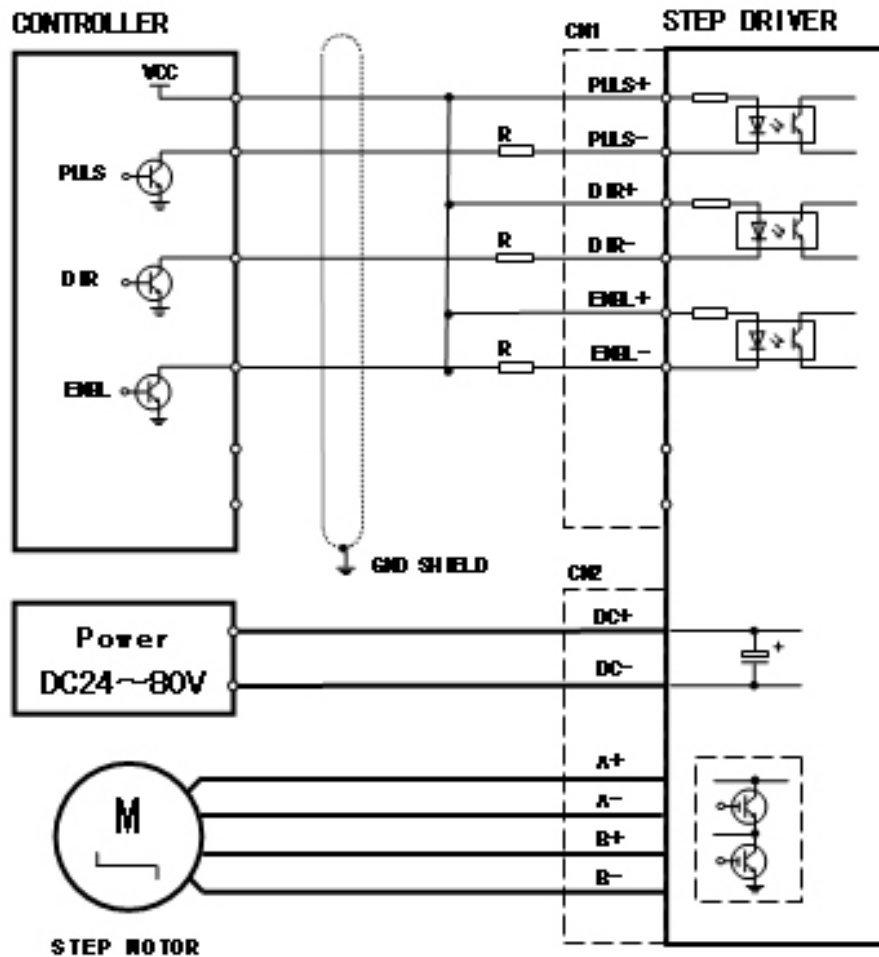 CONTROLLER
STEP DRIVER
CN1
VCC
PULS+
R
PULS-
PULS
DIR+
R
DIR-
DIR
ENBL+
R
ENBL-
ENBL
GND SHIELD
CN2
Power
DC24~80V
DC+
+
DC-
A+
A-
M
B+
B-
STEP MOTOR